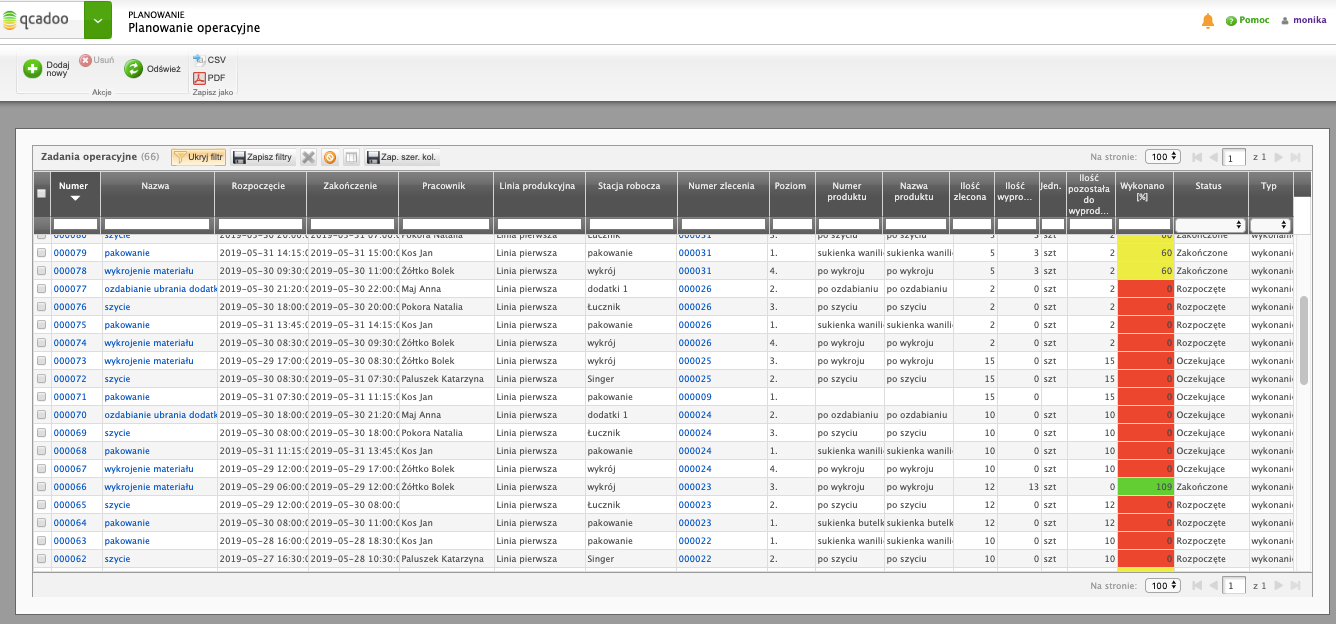 qcadoo
PLANOWANIE
Planowanie operacyjne
Pomoc
monika
Dodaj nowy
Usuń
Odśwież
CSV
PDF
Akcje
Zapisz jako
Zadania operacyjne (66)
Ukryj filtr
Zapisz filtry
Zap. szer. kol.
Na stronie: 100 1 z 1
Numer Nazwa Rozpoczęcie Zakończenie Pracownik Linia produkcyjna Stacja robocza Numer zlecenia Poziom Numer produktu Nazwa produktu Ilość zlecona Ilość wypro... Jedn. Ilość pozostała do wyprod... Wykonano [%] Status Typ
000080 szycie Pokora Natalia Linia pierwsza Łucznik 000031 3. po szyciu po szyciu 5 3 szt 2 60 Zakończone wykonani
000079 pakowanie 2019-05-31 14:15:0 2019-05-31 15:00:0 Kos Jan Linia pierwsza pakowanie 000031 1. sukienka wanili sukienka wanili 5 3 szt 2 60 Zakończone wykonani
000078 wykrojenie materiału 2019-05-30 09:30:0 2019-05-30 11:00:0 Żółtko Bolek Linia pierwsza wykrój 000031 4. po wykroju po wykroju 5 3 szt 2 60 Zakończone wykonani
000077 ozdabianie ubrania dodatk 2019-05-30 21:20:0 2019-05-30 22:00:0 Maj Anna Linia pierwsza dodatki 1 000026 2. po ozdabianiu po ozdabianiu 2 0 szt 2 0 Rozpoczęte wykonani
000076 szycie 2019-05-30 18:00:0 2019-05-30 20:00:0 Pokora Natalia Linia pierwsza Łucznik 000026 3. po szyciu po szyciu 2 0 szt 2 0 Rozpoczęte wykonani
000075 pakowanie 2019-05-31 13:45:0 2019-05-31 14:15:0 Kos Jan Linia pierwsza pakowanie 000026 1. sukienka wanili sukienka wanili 2 0 szt 2 0 Rozpoczęte wykonani
000074 wykrojenie materiału 2019-05-30 08:30:0 2019-05-30 09:30:0 Żółtko Bolek Linia pierwsza wykrój 000026 4. po wykroju po wykroju 2 0 szt 2 0 Rozpoczęte wykonani
000073 wykrojenie materiału 2019-05-29 17:00:0 2019-05-30 08:30:0 Żółtko Bolek Linia pierwsza wykrój 000025 3. po wykroju po wykroju 15 0 szt 15 0 Oczekujące wykonani
000072 szycie 2019-05-30 08:30:0 2019-05-31 07:30:0 Paluszek Katarzyna Linia pierwsza Singer 000025 2. po szyciu po szyciu 15 0 szt 15 0 Oczekujące wykonani
000071 pakowanie 2019-05-31 07:30:0 2019-05-31 11:15:0 Kos Jan Linia pierwsza pakowanie 000009 1. 15 0 15 0 Oczekujące wykonani
000070 ozdabianie ubrania dodatk 2019-05-30 18:00:0 2019-05-30 21:20:0 Maj Anna Linia pierwsza dodatki 1 000024 2. po ozdabianiu po ozdabianiu 10 0 szt 10 0 Oczekujące wykonani
000069 szycie 2019-05-30 08:00:0 2019-05-30 18:00:0 Pokora Natalia Linia pierwsza Łucznik 000024 3. po szyciu po szyciu 10 0 szt 10 0 Oczekujące wykonani
000068 pakowanie 2019-05-31 11:15:0 2019-05-31 13:45:0 Kos Jan Linia pierwsza pakowanie 000024 1. po szyciu po szyciu 10 0 szt 10 0 Oczekujące wykonani
000067 wykrojenie materiału 2019-05-29 12:00:0 2019-05-29 17:00:0 Żółtko Bolek Linia pierwsza wykrój 000024 4. po wykroju po wykroju 10 0 szt 10 0 Oczekujące wykonani
000066 wykrojenie materiału 2019-05-29 06:00:0 2019-05-29 12:00:0 Żółtko Bolek Linia pierwsza wykrój 000023 3. po wykroju po wykroju 12 13 szt 0 109 Zakończone wykonani
000065 szycie 2019-05-29 12:00:0 2019-05-30 08:00:0 Linia pierwsza Łucznik 000023 2. po szyciu po szyciu 12 0 szt 12 0 Rozpoczęte wykonani
000064 pakowanie 2019-05-30 08:00:0 2019-05-30 11:00:0 Kos Jan Linia pierwsza pakowanie 000023 1. sukienka butelk sukienka butelk 12 0 szt 12 0 Rozpoczęte wykonani
000063 pakowanie 2019-05-28 16:00:0 2019-05-28 18:30:0 Kos Jan Linia pierwsza pakowanie 000022 1. sukienka wanili sukienka wanili 10 0 szt 10 0 Rozpoczęte wykonani
000062 szycie 2019-05-27 16:30:0 2019-05-28 10:30:0 Paluszek Katarzyna Linia pierwsza Singer 000022 2. po szyciu po szyciu 10 0 szt 10 0 Rozpoczęte wykonani
Na stronie: 100 1 z 1